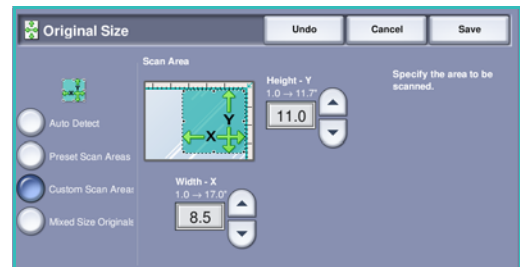 Original Size
Undo
Cancel
Save
Scan Area
Height - Y
1.0 → 11.7"
11.0
Specify the area to be
scanned.
Y
X
Auto Detect
Preset Scan Areas
Custom Scan Areas
Mixed Size Originals
Width - X
1.0 → 17.0"
8.5